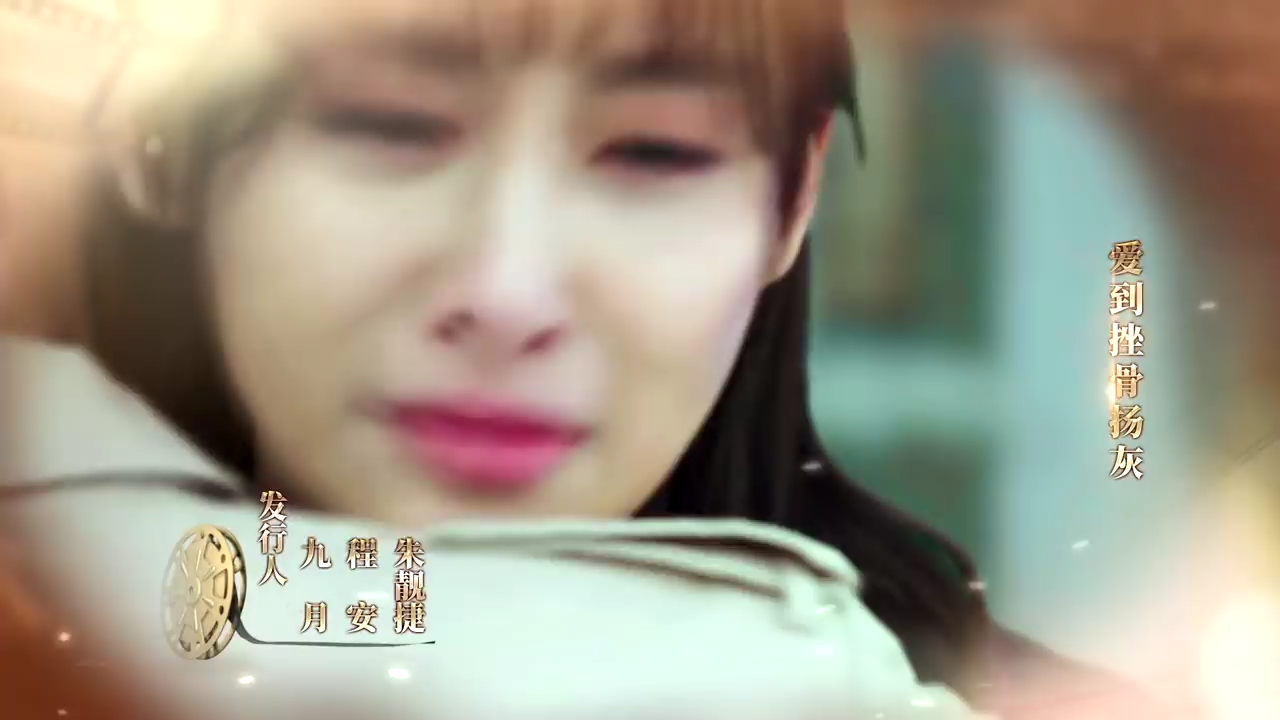 爱到挫骨扬灰
发行人
九月
程安
朱靓捷